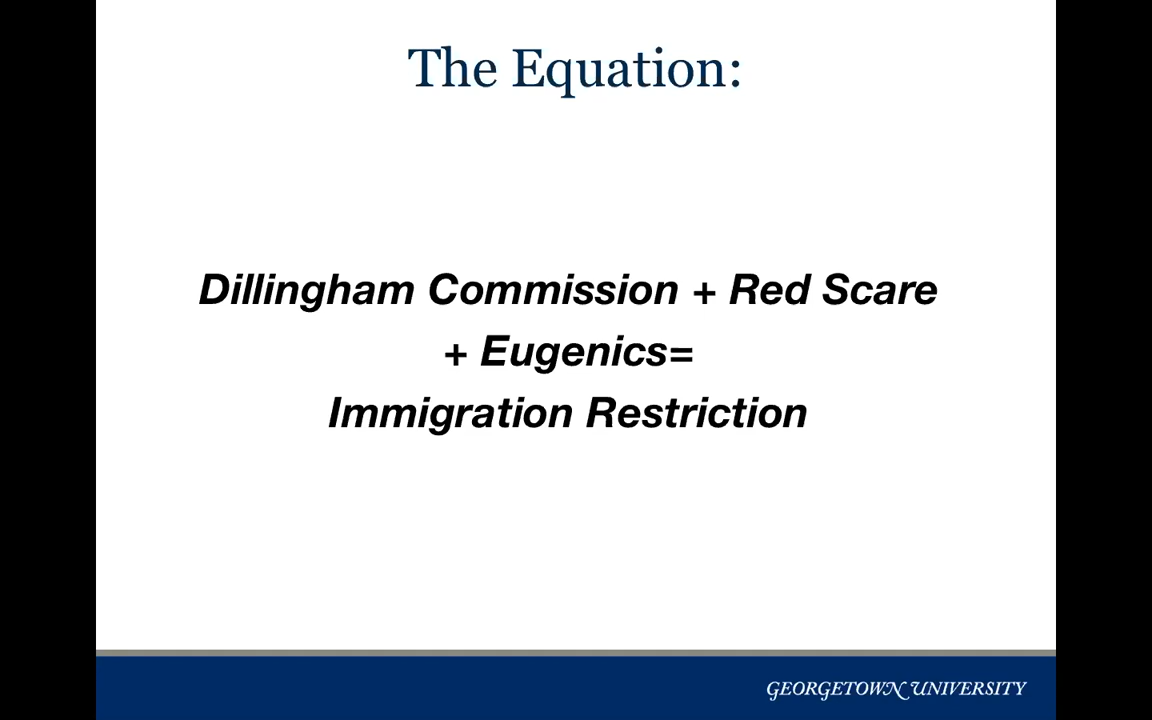 The Equation:
Dillingham Commission + Red Scare
+ Eugenics=
Immigration Restriction
GEORGETOWN UNIVERSITY